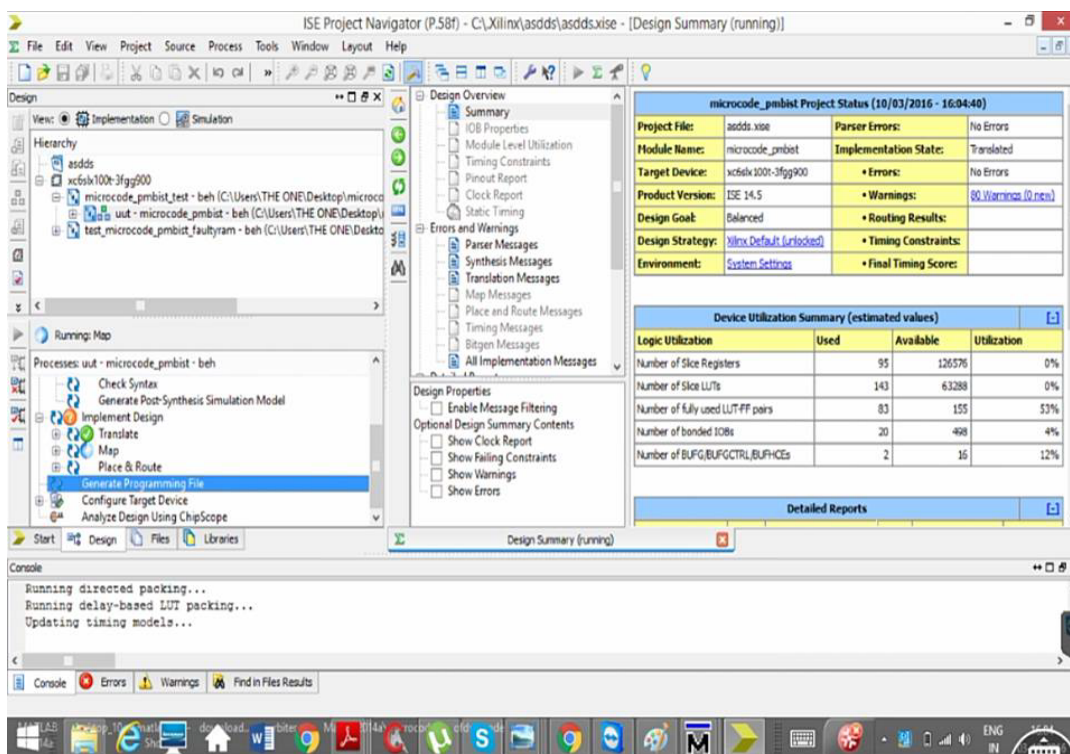 ISE Project Navigator (P.58f) - C:\.Xilinx\asdds\asdds.xise - [Design Summary (running)]
File Edit View Project Source Process Tools Window Layout Help
Design
View: Implementation Simulation
Hierarchy
asdds
xc6slx100t-3fgg900
microcode_pmbist_test - beh (C:\Users\THE ONE\Desktop\microco
uut - microcode_pmbist - beh (C:\Users\THE ONE\Desktop\
test_microcode_pmbist_faultyram - beh (C:\Users\THE ONE\Deskto
Running: Map
Processes: uut - microcode_pmbist - beh
Check Syntax
Generate Post-Synthesis Simulation Model
Implement Design
Translate
Map
Place & Route
Generate Programming File
Configure Target Device
Analyze Design Using ChipScope
Start Design Files Libraries
Design Overview
Summary
IOB Properties
Module Level Utilization
Timing Constraints
Pinout Report
Clock Report
Static Timing
Errors and Warnings
Parser Messages
Synthesis Messages
Translation Messages
Map Messages
Place and Route Messages
Timing Messages
Bitgen Messages
All Implementation Messages
Design Properties
Enable Message Filtering
Optional Design Summary Contents
Show Clock Report
Show Failing Constraints
Show Warnings
Show Errors
microcode_pmbist Project Status (10/03/2016 - 16:04:40)
Project File: asdds.xise Parser Errors: No Errors
Module Name: microcode_pmbist Implementation State: Translated
Target Device: xc6slx100t-3fgg900 • Errors: No Errors
Product Version: ISE 14.5 • Warnings: 80 Warnings (0 new)
Design Goal: Balanced • Routing Results:
Design Strategy: Xilinx Default (unlocked) • Timing Constraints:
Environment: System Settings • Final Timing Score:
Device Utilization Summary (estimated values) [-]
Logic Utilization Used Available Utilization
Number of Slice Registers 95 126576 0%
Number of Slice LUTs 143 63288 0%
Number of fully used LUT-FF pairs 83 155 53%
Number of bonded IOBs 20 498 4%
Number of BUFG/BUFGCTRL/BUFHCEs 2 16 12%
Detailed Reports [-]
Design Summary (running)
Console
Running directed packing...
Running delay-based LUT packing...
Updating timing models...
Console Errors Warnings Find in Files Results
ENG